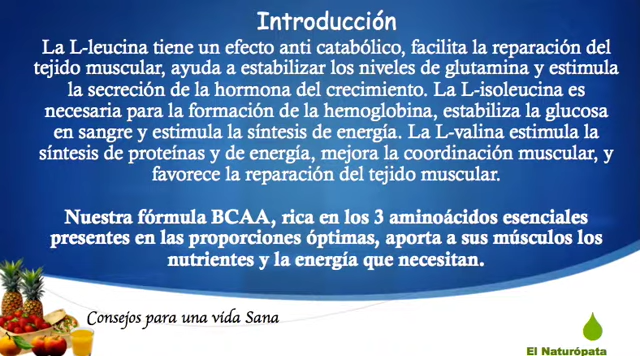 Introducción
La L-leucina tiene un efecto anti catabólico, facilita la reparación del
tejido muscular, ayuda a estabilizar los niveles de glutamina y estimula
la secreción de la hormona del crecimiento. La L-isoleucina es
necesaria para la formación de la hemoglobina, estabiliza la glucosa
en sangre y estimula la síntesis de energía. La L-valina estimula la
síntesis de proteínas y de energía, mejora la coordinación muscular, y
favorece la reparación del tejido muscular.
Nuestra fórmula BCAA, rica en los 3 aminoácidos esenciales
presentes en las proporciones óptimas, aporta a sus músculos los
nutrientes y la energía que necesitan.
Consejos para una vida Sana
El Naturópata